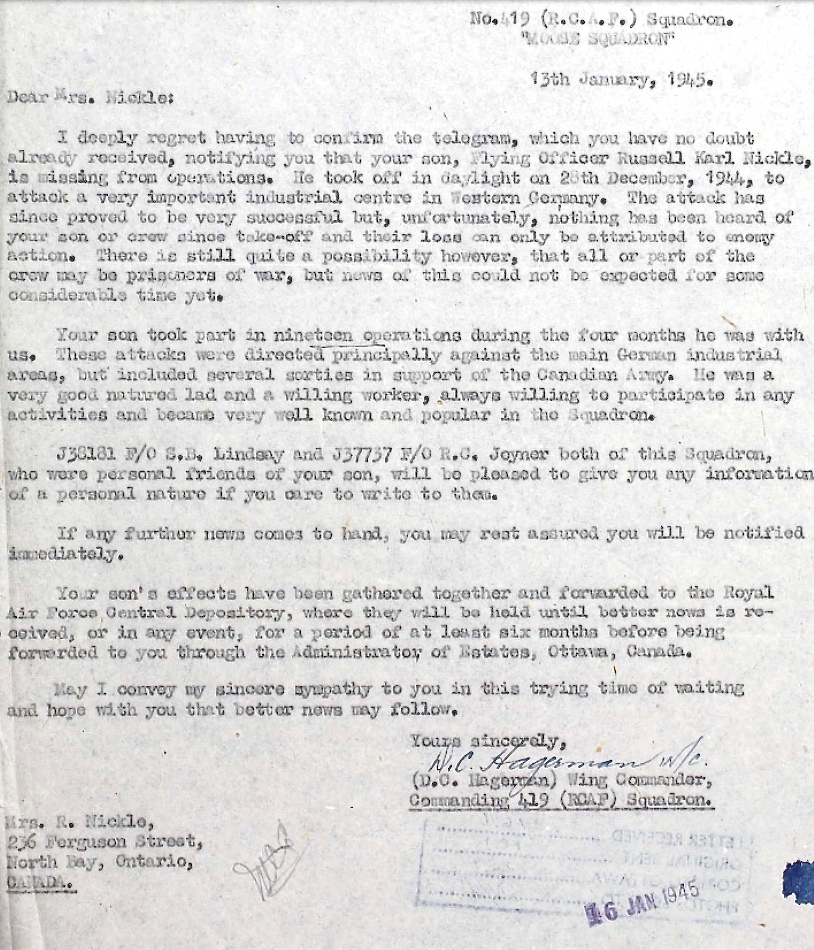 No.419 (R.C.A.F.) Squadron.
"MOOSE SQUADRON"
13th January, 1945.
Dear Mrs. Nickle:
I deeply regret having to confirm the telegram, which you have no doubt
already received, notifying you that your son, Flying Officer Russell Karl Nickle,
is missing from operations. He took off in daylight on 28th December, 1944, to
attack a very important industrial centre in Western Germany. The attack has
since proved to be very successful but, unfortunately, nothing has been heard of
your son or crew since take-off and their loss can only be attributed to enemy
action. There is still quite a possibility however, that all or part of the
crew may be prisoners of war, but news of this could not be expected for some
considerable time yet.
Your son took part in nineteen operations during the four months he was with
us. These attacks were directed principally against the main German industrial
areas, but included several sorties in support of the Canadian Army. He was a
very good natured lad and a willing worker, always willing to participate in any
activities and became very well known and popular in the Squadron.
J38181 F/O S.B. Lindsay and J37737 F/O R.C. Joyner both of this Squadron,
who were personal friends of your son, will be pleased to give you any information
of a personal nature if you care to write to them.
If any further news comes to hand, you may rest assured you will be notified
immediately.
Your son's effects have been gathered together and forwarded to the Royal
Air Force Central Depository, where they will be held until better news is re-
ceived, or in any event, for a period of at least six months before being
forwarded to you through the Administrator of Estates, Ottawa, Canada.
May I convey my sincere sympathy to you in this trying time of waiting
and hope with you that better news may follow.
Yours sincerely,
D.C. Hagerman W/C.
(D.C. Hagerman) Wing Commander,
Commanding 419 (RCAF) Squadron.
Mrs. R. Nickle,
236 Ferguson Street,
North Bay, Ontario,
CANADA.
LETTER RECEIVED
ORIGINAL SENT
16 JAN 1945